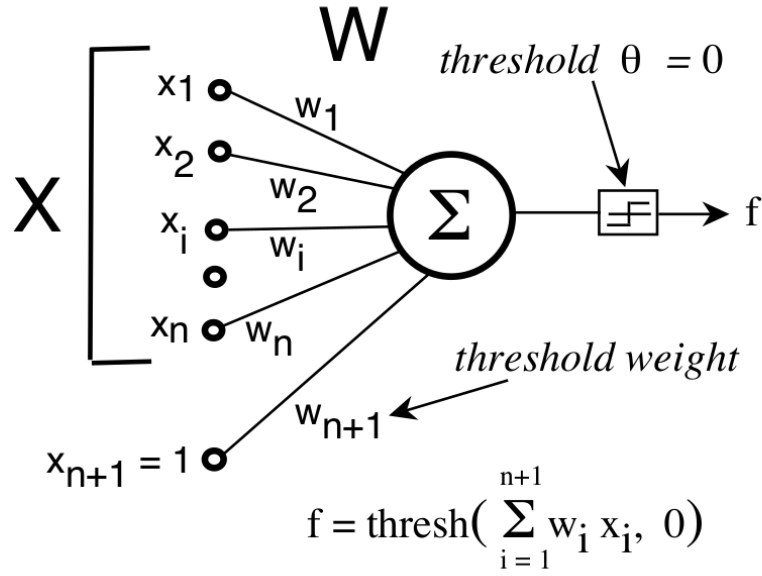 W
threshold θ = 0
x1
w1
x2
w2
X
xi
wi
Σ
f
xn
wn
threshold weight
wn+1
xn+1 = 1
f = thresh( n+1 Σ i = 1 wi xi, 0)